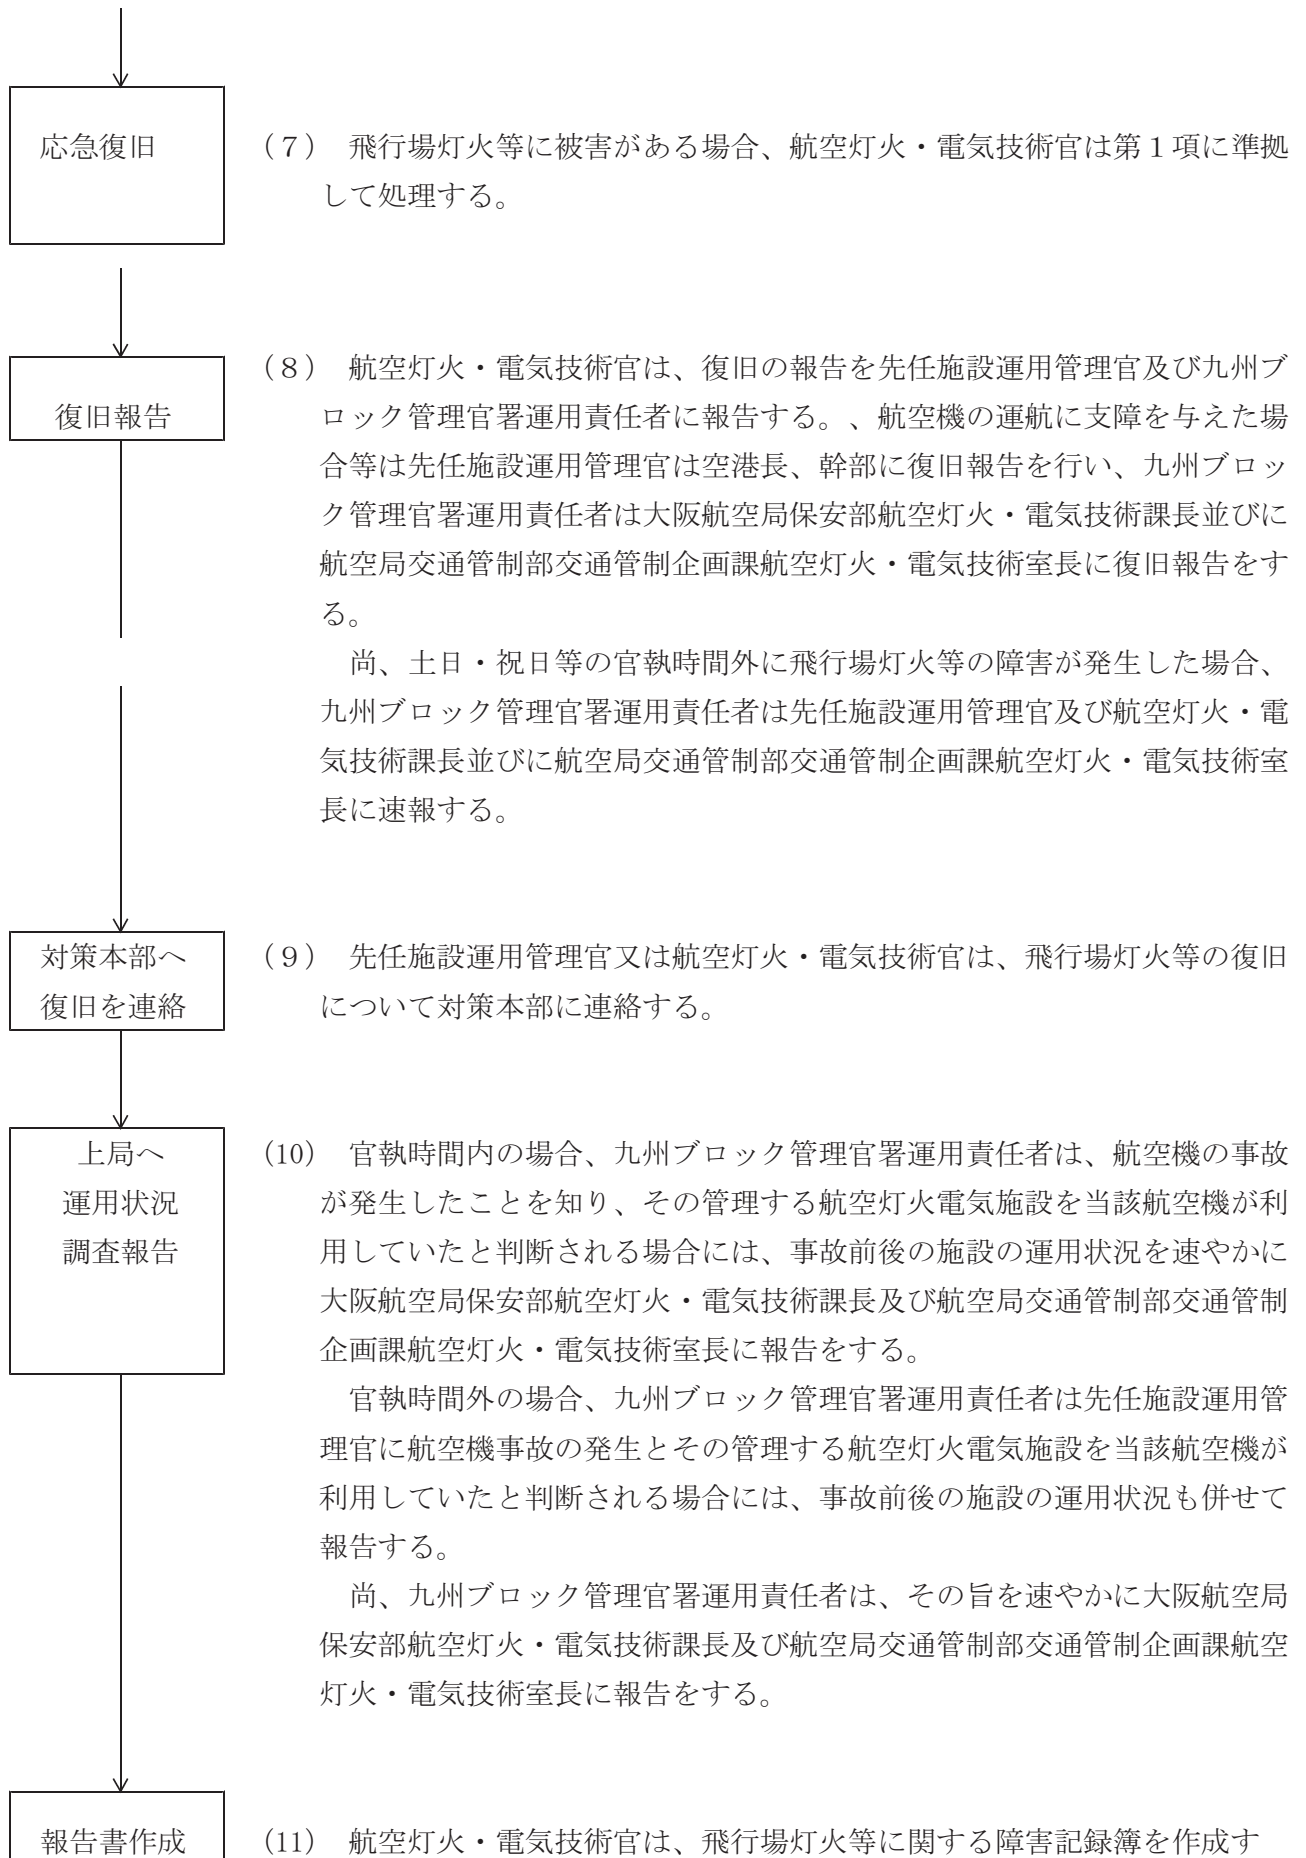 応急復旧
（７） 飛行場灯火等に被害がある場合、航空灯火・電気技術官は第１項に準拠
して処理する。
復旧報告
（８） 航空灯火・電気技術官は、復旧の報告を先任施設運用管理官及び九州ブ
ロック管理官署運用責任者に報告する。、航空機の運航に支障を与えた場
合等は先任施設運用管理官は空港長、幹部に復旧報告を行い、九州ブロッ
ク管理官署運用責任者は大阪航空局保安部航空灯火・電気技術課長並びに
航空局交通管制部交通管制企画課航空灯火・電気技術室長に復旧報告をす
る。
尚、土日・祝日等の官執時間外に飛行場灯火等の障害が発生した場合、
九州ブロック管理官署運用責任者は先任施設運用管理官及び航空灯火・電
気技術課長並びに航空局交通管制部交通管制企画課航空灯火・電気技術室
長に速報する。
対策本部へ
復旧を連絡
（９） 先任施設運用管理官又は航空灯火・電気技術官は、飛行場灯火等の復旧
について対策本部に連絡する。
上局へ
運用状況
調査報告
(10) 官執時間内の場合、九州ブロック管理官署運用責任者は、航空機の事故
が発生したことを知り、その管理する航空灯火電気施設を当該航空機が利
用していたと判断される場合には、事故前後の施設の運用状況を速やかに
大阪航空局保安部航空灯火・電気技術課長及び航空局交通管制部交通管制
企画課航空灯火・電気技術室長に報告をする。
官執時間外の場合、九州ブロック管理官署運用責任者は先任施設運用管
理官に航空機事故の発生とその管理する航空灯火電気施設を当該航空機が
利用していたと判断される場合には、事故前後の施設の運用状況も併せて
報告する。
尚、九州ブロック管理官署運用責任者は、その旨を速やかに大阪航空局
保安部航空灯火・電気技術課長及び航空局交通管制部交通管制企画課航空
灯火・電気技術室長に報告をする。
報告書作成
(11) 航空灯火・電気技術官は、飛行場灯火等に関する障害記録簿を作成す